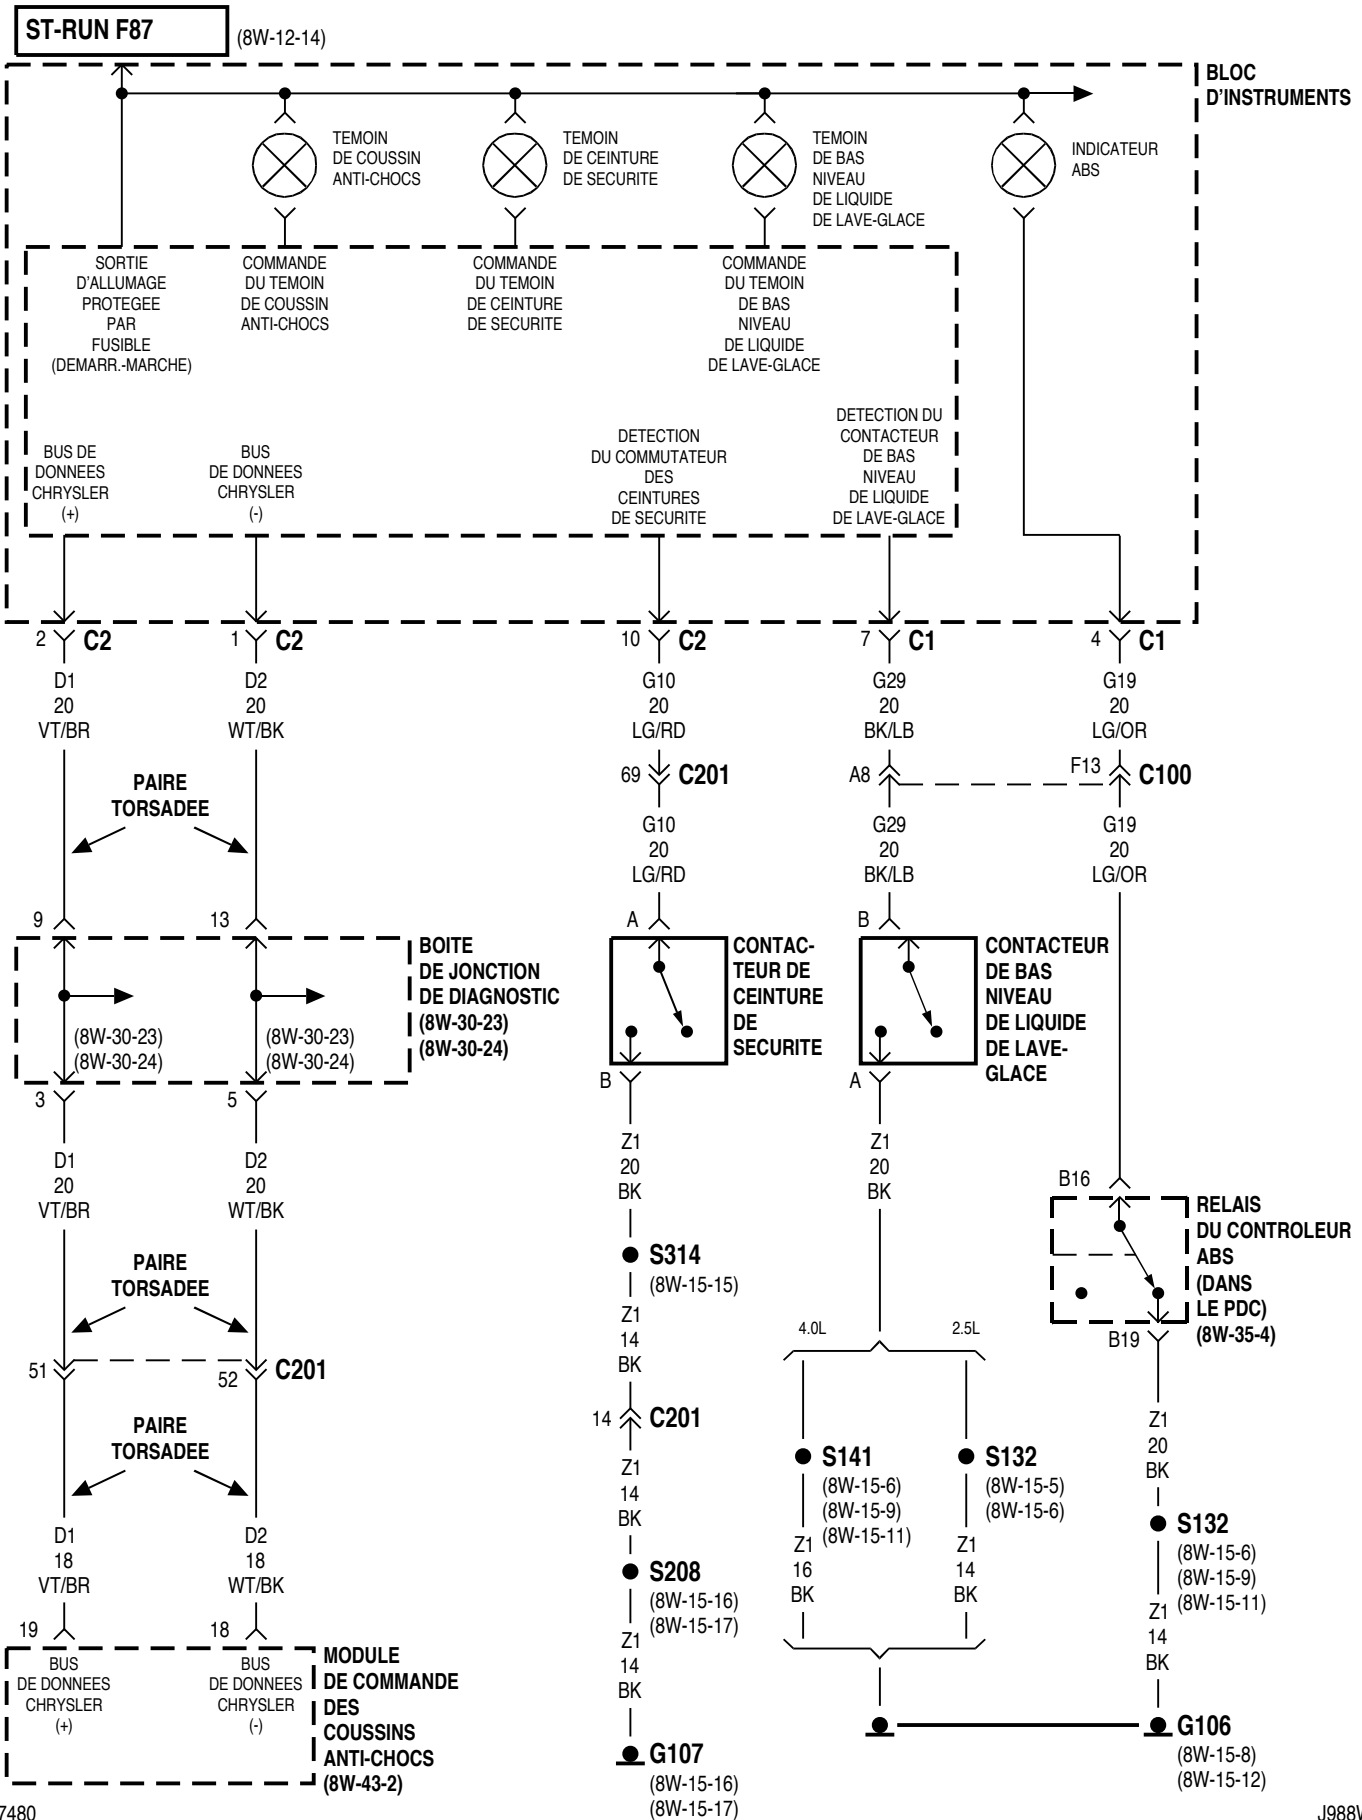 ST-RUN F87
(8W-12-14)
BLOC
D'INSTRUMENTS
TEMOIN
DE COUSSIN
ANTI-CHOCS
TEMOIN
DE CEINTURE
DE SECURITE
TEMOIN
DE BAS
NIVEAU
DE LIQUIDE
DE LAVE-GLACE
INDICATEUR
ABS
SORTIE
D'ALLUMAGE
PROTEGEE
PAR
FUSIBLE
(DEMARR.-MARCHE)
COMMANDE
DU TEMOIN
DE COUSSIN
ANTI-CHOCS
COMMANDE
DU TEMOIN
DE CEINTURE
DE SECURITE
COMMANDE
DU TEMOIN
DE BAS
NIVEAU
DE LIQUIDE
DE LAVE-GLACE
BUS DE
DONNEES
CHRYSLER
(+)
BUS
DE DONNEES
CHRYSLER
(-)
DETECTION
DU COMMUTATEUR
DES
CEINTURES
DE SECURITE
DETECTION DU
CONTACTEUR
DE BAS
NIVEAU
DE LIQUIDE
DE LAVE-GLACE
2 C2
1 C2
10 C2
7 C1
4 C1
D1
20
VT/BR
D2
20
WT/BK
G10
20
LG/RD
G29
20
BK/LB
G19
20
LG/OR
PAIRE
TORSADEE
69 C201
A8
F13 C100
G10
20
LG/RD
G29
20
BK/LB
G19
20
LG/OR
9
13
A
B
BOITE
DE JONCTION
DE DIAGNOSTIC
(8W-30-23)
(8W-30-24)
(8W-30-23)
(8W-30-24)
(8W-30-23)
(8W-30-24)
CONTAC-
TEUR DE
CEINTURE
DE
SECURITE
CONTACTEUR
DE BAS
NIVEAU
DE LIQUIDE
DE LAVE-
GLACE
3
5
B
A
D1
20
VT/BR
D2
20
WT/BK
Z1
20
BK
Z1
20
BK
B16
RELAIS
DU CONTROLEUR
ABS
(DANS
LE PDC)
(8W-35-4)
B19
PAIRE
TORSADEE
S314
(8W-15-15)
Z1
14
BK
4.0L
2.5L
51
52 C201
14 C201
PAIRE
TORSADEE
Z1
14
BK
S141
(8W-15-6)
(8W-15-9)
(8W-15-11)
S132
(8W-15-5)
(8W-15-6)
Z1
20
BK
D1
18
VT/BR
D2
18
WT/BK
S208
(8W-15-16)
(8W-15-17)
Z1
16
BK
Z1
14
BK
S132
(8W-15-6)
(8W-15-9)
(8W-15-11)
19
18
Z1
14
BK
Z1
14
BK
BUS
DE DONNEES
CHRYSLER
(+)
BUS
DE DONNEES
CHRYSLER
(-)
MODULE
DE COMMANDE
DES
COUSSINS
ANTI-CHOCS
(8W-43-2)
G107
(8W-15-16)
(8W-15-17)
G106
(8W-15-8)
(8W-15-12)
7480
J988W